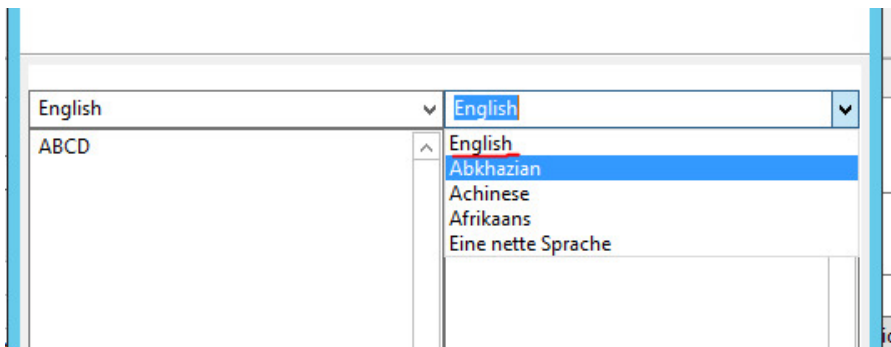 English
English
ABCD
English
Abkhazian
Achinese
Afrikaans
Eine nette Sprache